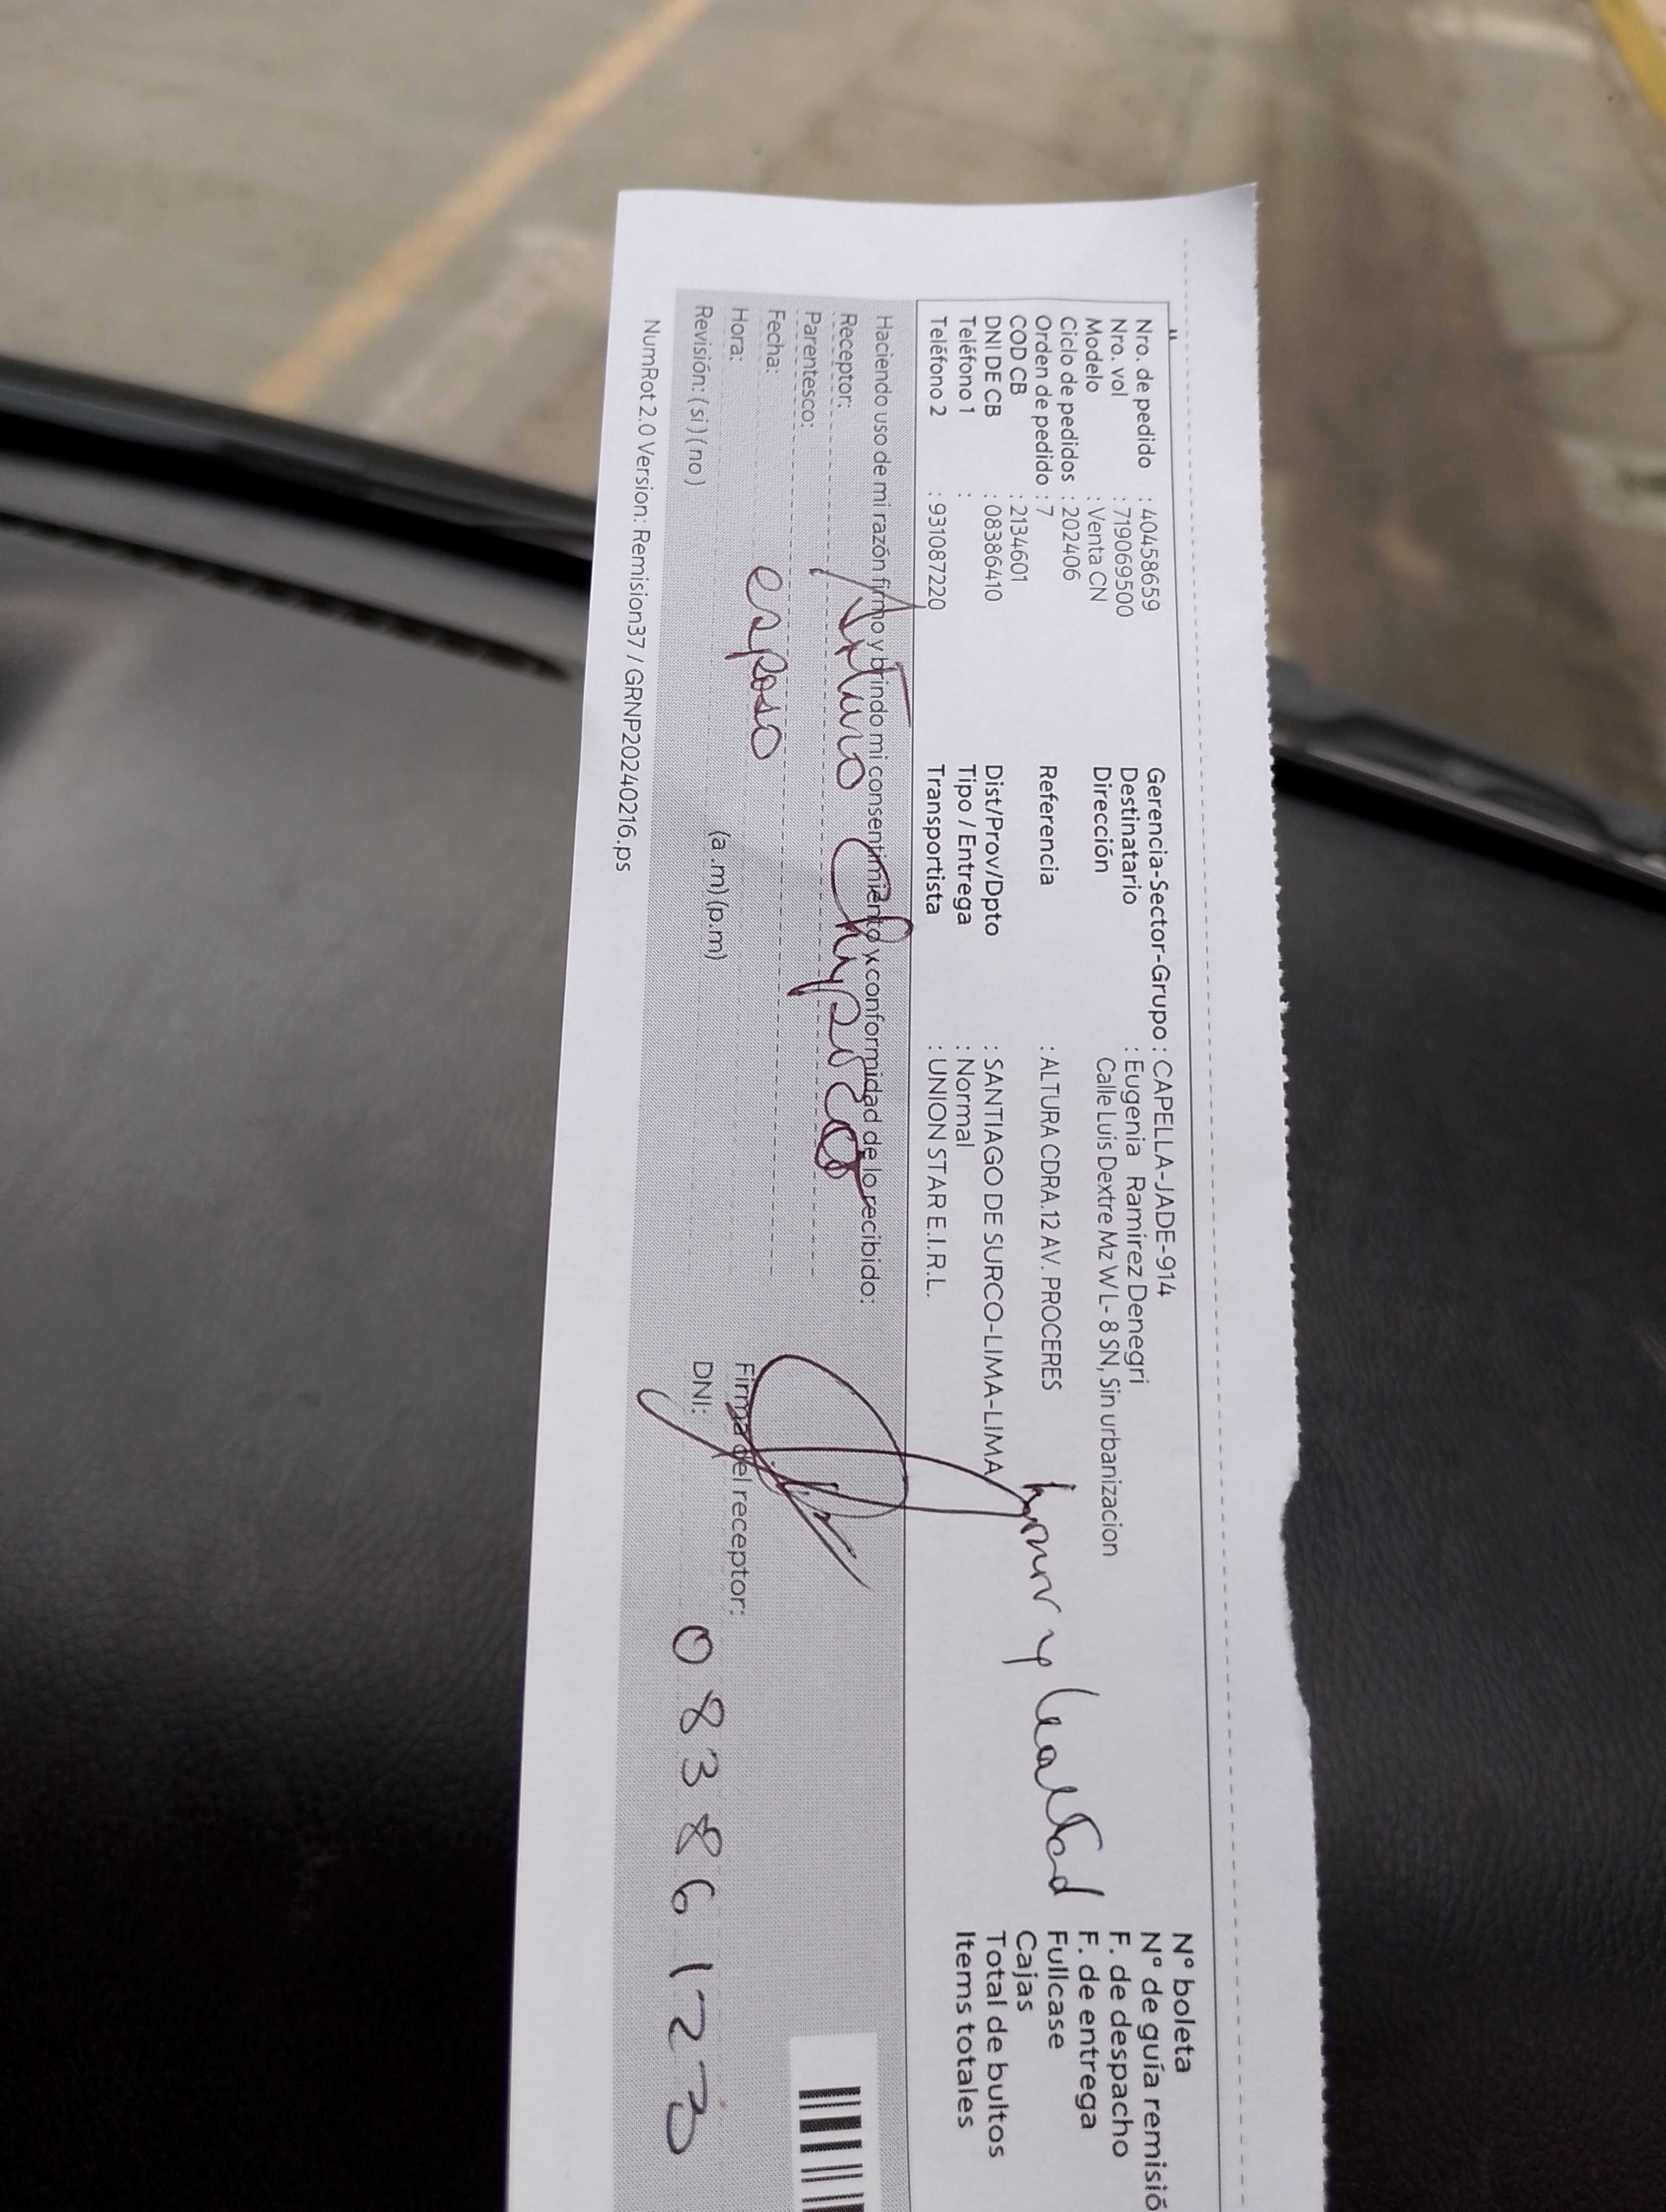 Nro. de pedido : 40458659
Nro. vol : 719069500
Modelo : Venta CN
Ciclo de pedidos : 202406
Orden de pedido : 7
COD CB : 2134601
DNI DE CB : 08386410
Teléfono 1 :
Teléfono 2 : 931087220
Gerencia-Sector-Grupo : CAPELLA-JADE-914
Destinatario : Eugenia Ramirez Denegri
Dirección Calle Luis Dextre Mz W L- 8 SN, Sin urbanizacion
Referencia : ALTURA CDRA.12 AV. PROCERES
Dist/Prov/Dpto : SANTIAGO DE SURCO-LIMA-LIMA
Tipo / Entrega : Normal
Transportista : UNION STAR E.I.R.L.
honor y lealtad
N° boleta
N° de guía remisió
F. de despacho
F. de entrega
Fullcase
Cajas
Total de bultos
Items totales
Haciendo uso de mi razón firmo y brindo mi consentimiento y conformidad de lo recibido:
Receptor: Arturo
Parentesco: esposo
Fecha:
Hora: (a.m)(p.m)
Revisión: ( si ) ( no )
Firma del receptor:
DNI: 08386123
NumRot 2.0 Version: Remision37 / GRNP20240216.ps